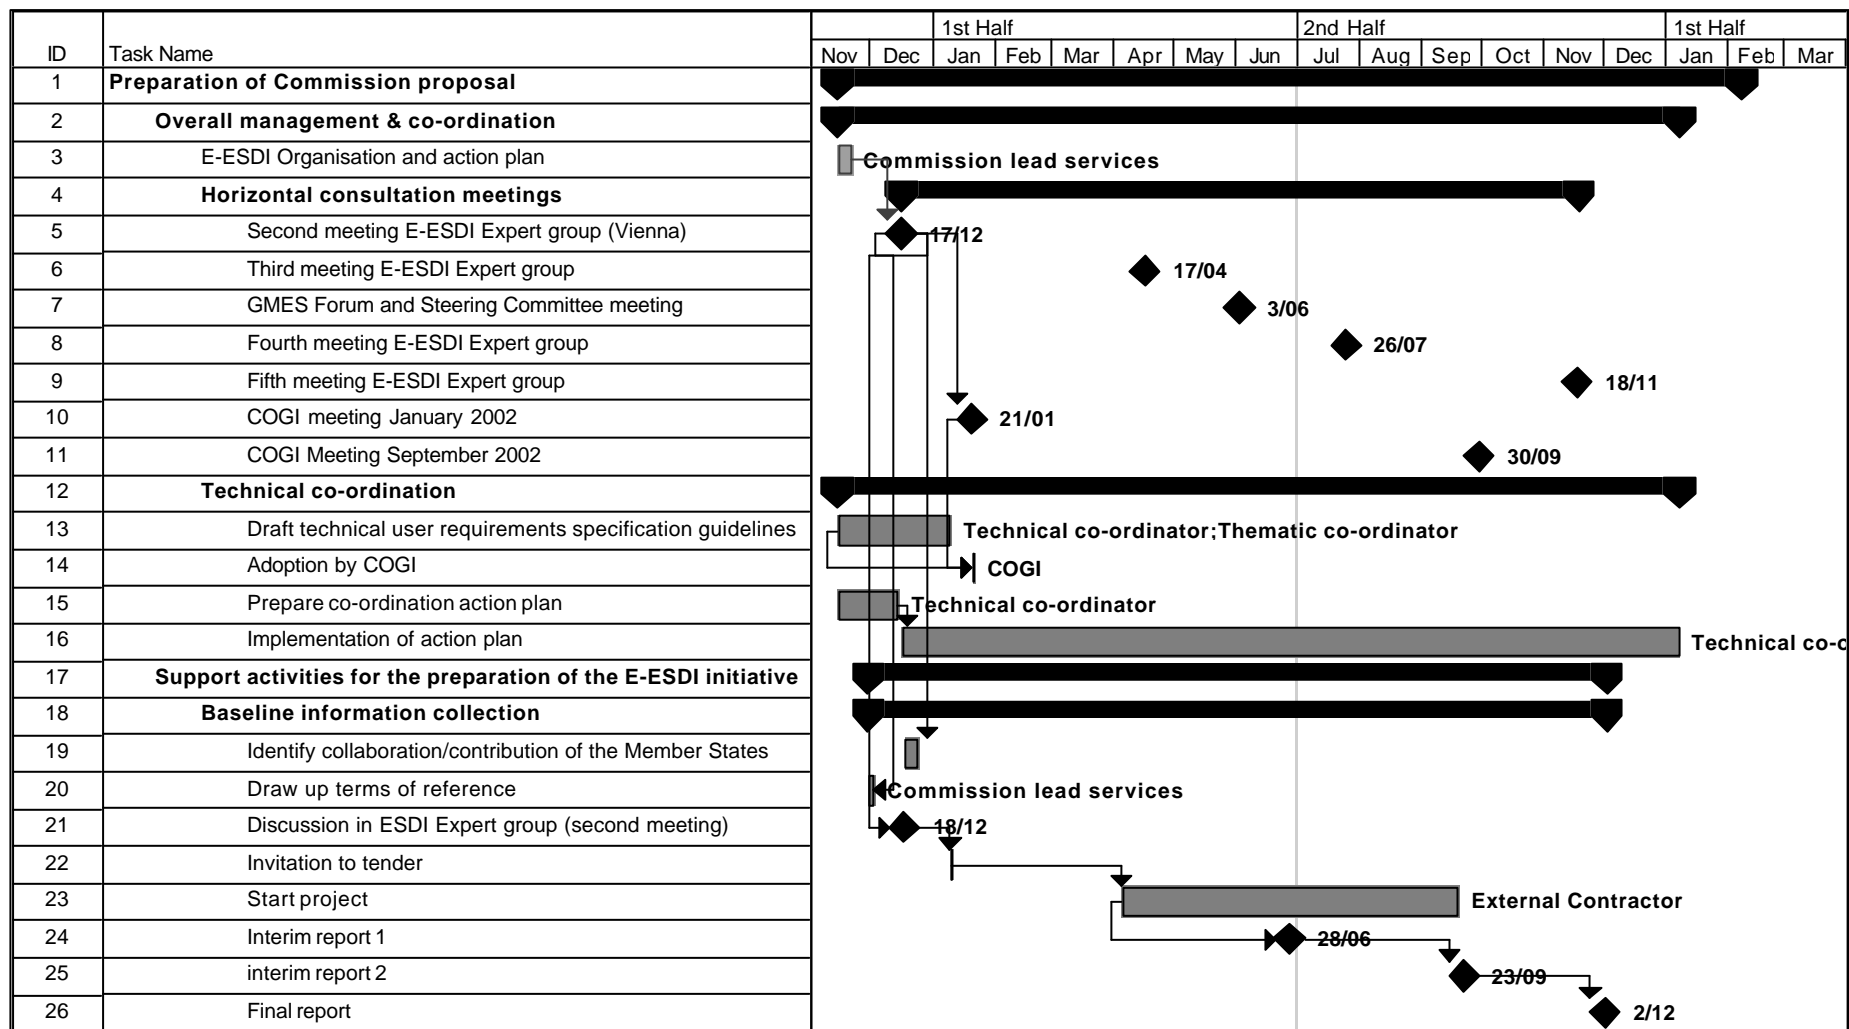 1st Half 2nd Half 1st Half
ID Task Name Nov Dec Jan Feb Mar Apr May Jun Jul Aug Sep Oct Nov Dec Jan Feb Mar
1 Preparation of Commission proposal
2 Overall management & co-ordination
3 E-ESDI Organisation and action plan Commission lead services
4 Horizontal consultation meetings
5 Second meeting E-ESDI Expert group (Vienna) 17/12
6 Third meeting E-ESDI Expert group 17/04
7 GMES Forum and Steering Committee meeting 3/06
8 Fourth meeting E-ESDI Expert group 26/07
9 Fifth meeting E-ESDI Expert group 18/11
10 COGI meeting January 2002 21/01
11 COGI Meeting September 2002 30/09
12 Technical co-ordination
13 Draft technical user requirements specification guidelines Technical co-ordinator;Thematic co-ordinator
14 Adoption by COGI COGI
15 Prepare co-ordination action plan Technical co-ordinator
16 Implementation of action plan Technical co-o
17 Support activities for the preparation of the E-ESDI initiative
18 Baseline information collection
19 Identify collaboration/contribution of the Member States
20 Draw up terms of reference Commission lead services
21 Discussion in ESDI Expert group (second meeting) 18/12
22 Invitation to tender
23 Start project External Contractor
24 Interim report 1 28/06
25 interim report 2 23/09
26 Final report 2/12